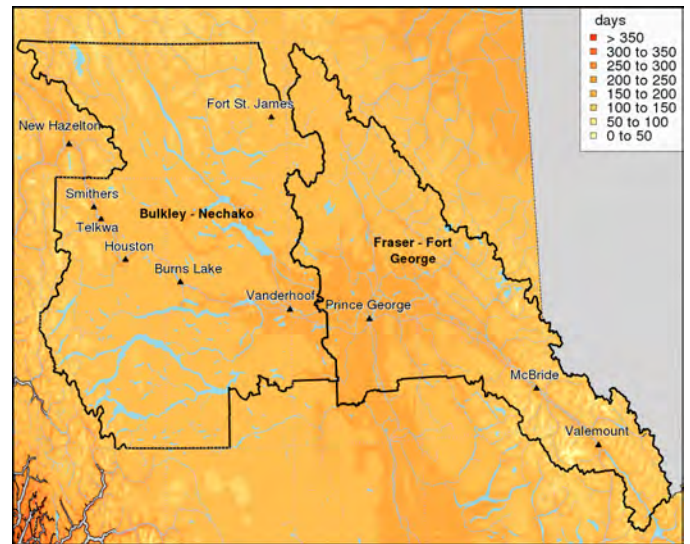 days
> 350
300 to 350
250 to 300
200 to 250
150 to 200
100 to 150
50 to 100
0 to 50
Fort St. James
New Hazelton
Smithers
Telkwa
Bulkley - Nechako
Houston
Burns Lake
Fraser - Fort
George
Vanderhoof
Prince George
McBride
Valemount